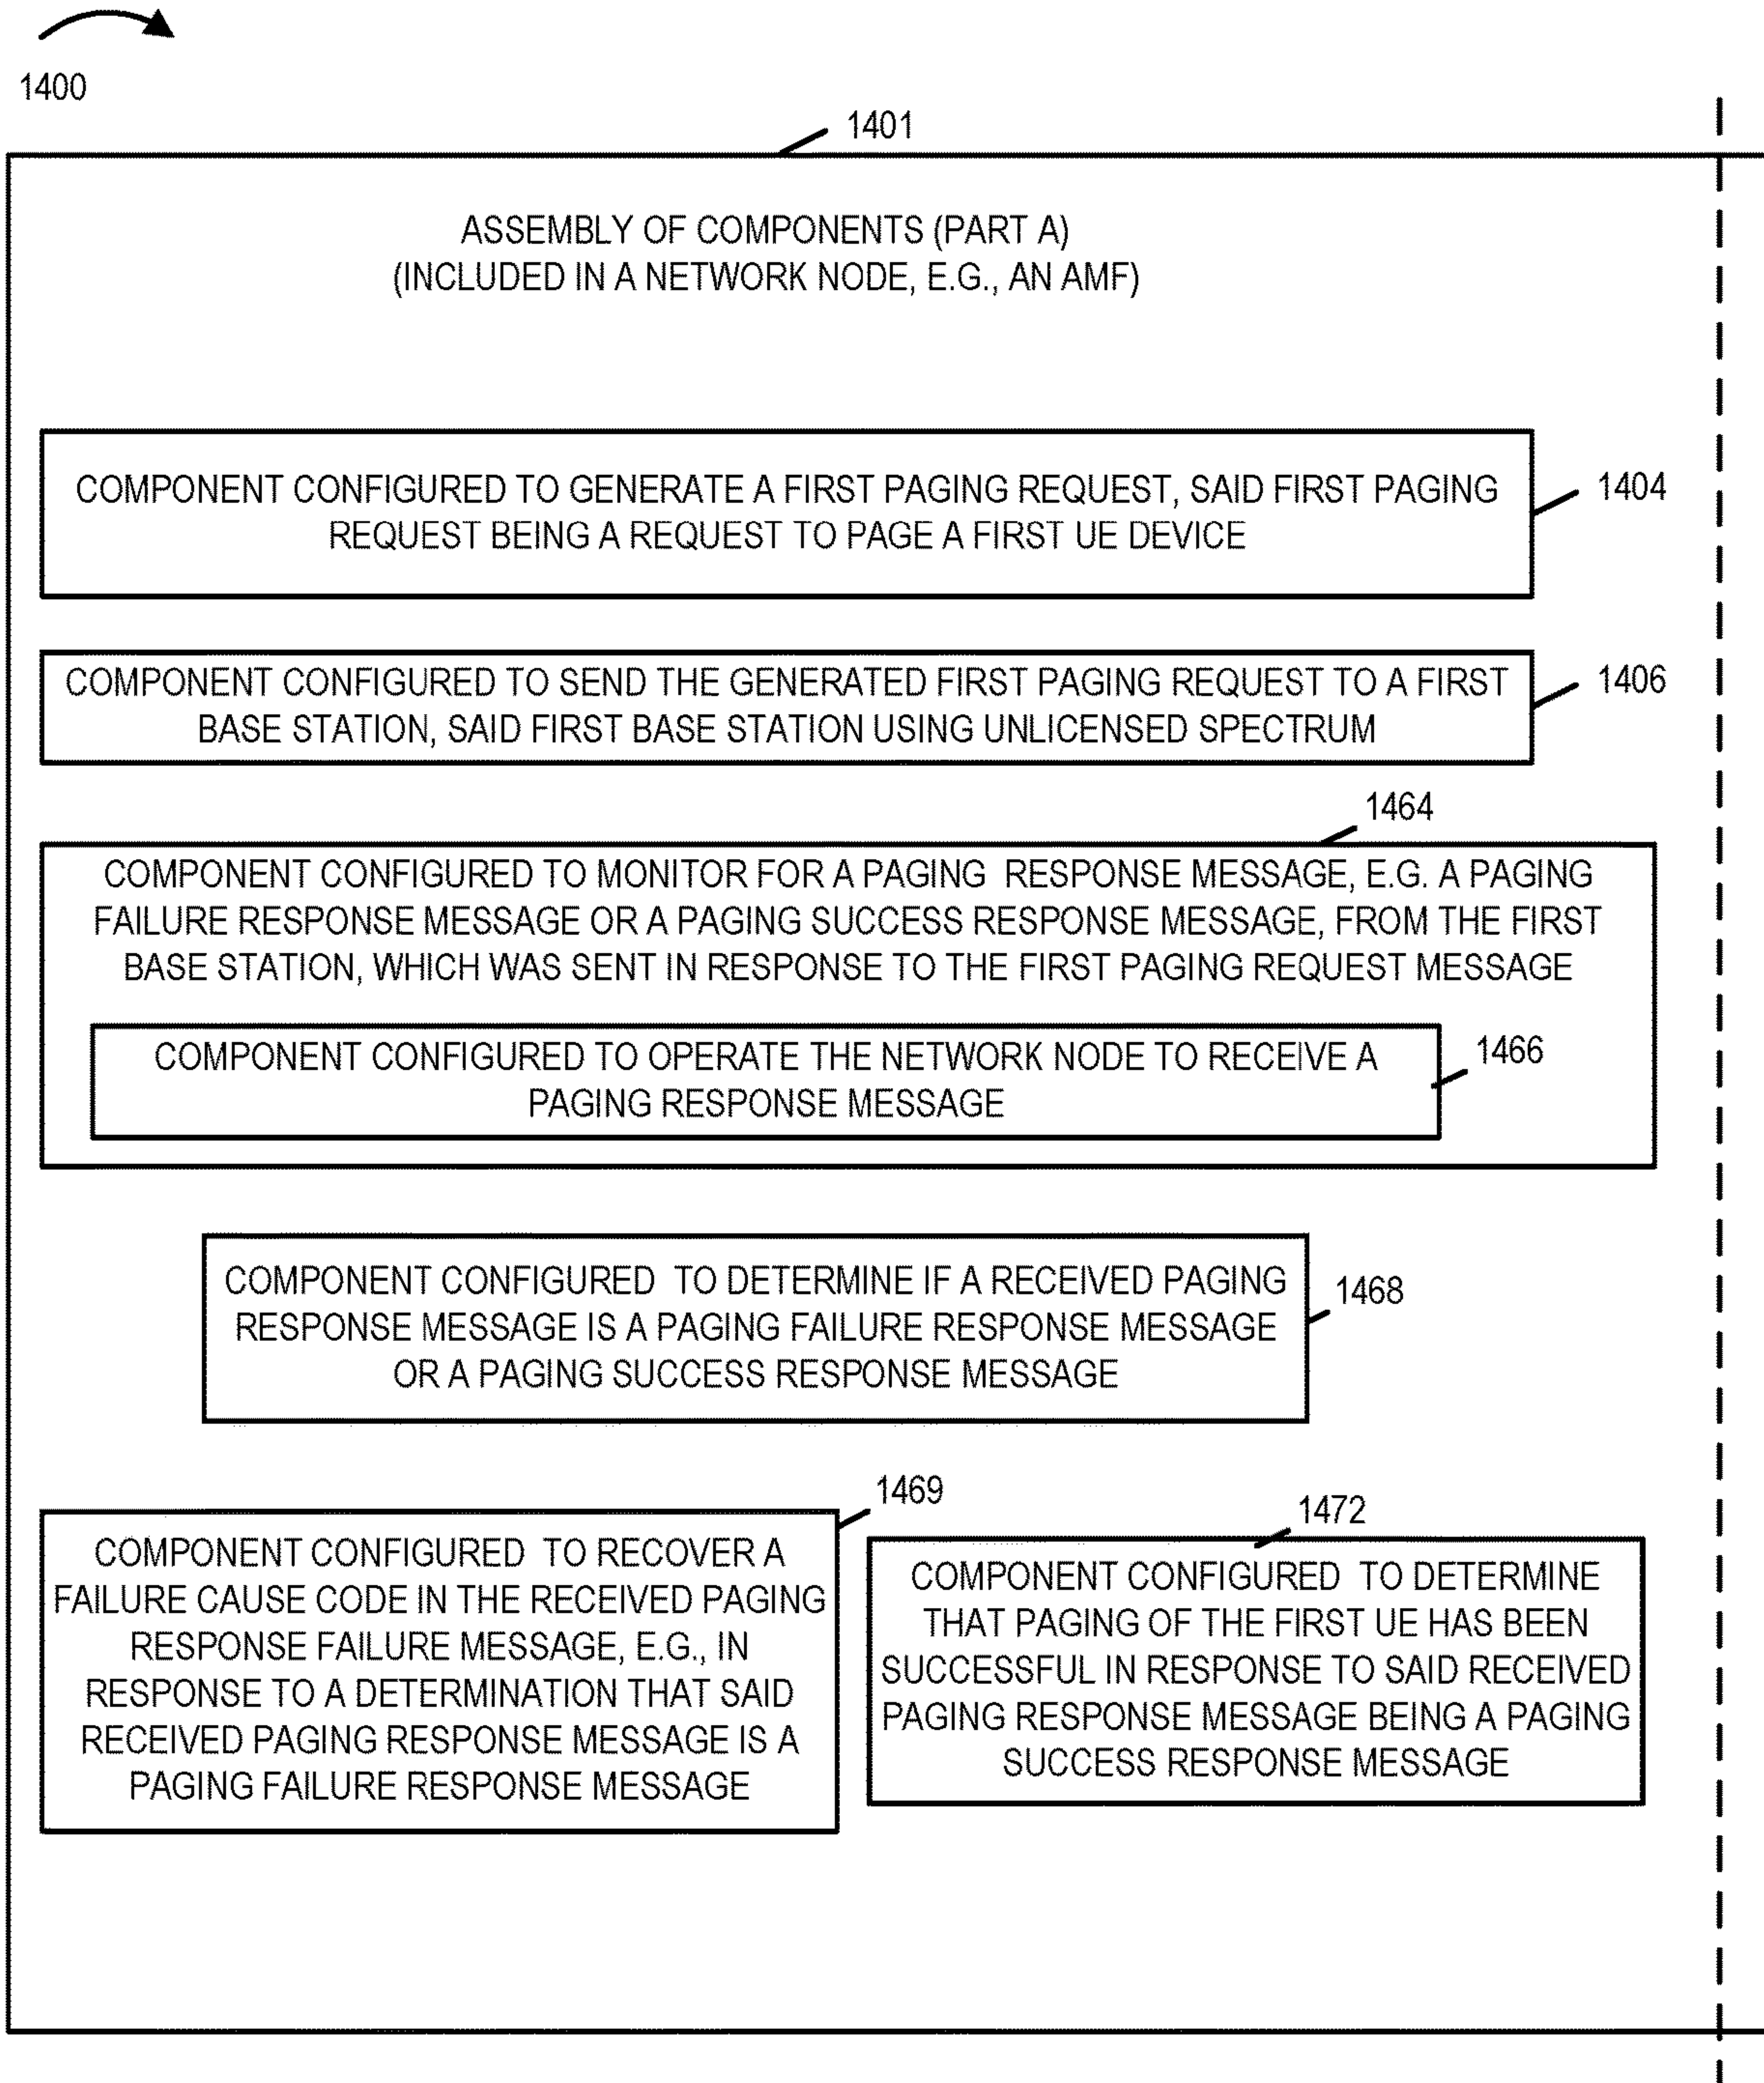 1400
1401
ASSEMBLY OF COMPONENTS (PART A)
(INCLUDED IN A NETWORK NODE, E.G., AN AMF)
COMPONENT CONFIGURED TO GENERATE A FIRST PAGING REQUEST, SAID FIRST PAGING
REQUEST BEING A REQUEST TO PAGE A FIRST UE DEVICE
1404
COMPONENT CONFIGURED TO SEND THE GENERATED FIRST PAGING REQUEST TO A FIRST
BASE STATION, SAID FIRST BASE STATION USING UNLICENSED SPECTRUM
1406
1464
COMPONENT CONFIGURED TO MONITOR FOR A PAGING RESPONSE MESSAGE, E.G. A PAGING
FAILURE RESPONSE MESSAGE OR A PAGING SUCCESS RESPONSE MESSAGE, FROM THE FIRST
BASE STATION, WHICH WAS SENT IN RESPONSE TO THE FIRST PAGING REQUEST MESSAGE
COMPONENT CONFIGURED TO OPERATE THE NETWORK NODE TO RECEIVE A
PAGING RESPONSE MESSAGE
1466
COMPONENT CONFIGURED TO DETERMINE IF A RECEIVED PAGING
RESPONSE MESSAGE IS A PAGING FAILURE RESPONSE MESSAGE
OR A PAGING SUCCESS RESPONSE MESSAGE
1468
1469
COMPONENT CONFIGURED TO RECOVER A
FAILURE CAUSE CODE IN THE RECEIVED PAGING
RESPONSE FAILURE MESSAGE, E.G., IN
RESPONSE TO A DETERMINATION THAT SAID
RECEIVED PAGING RESPONSE MESSAGE IS A
PAGING FAILURE RESPONSE MESSAGE
1472
COMPONENT CONFIGURED TO DETERMINE
THAT PAGING OF THE FIRST UE HAS BEEN
SUCCESSFUL IN RESPONSE TO SAID RECEIVED
PAGING RESPONSE MESSAGE BEING A PAGING
SUCCESS RESPONSE MESSAGE